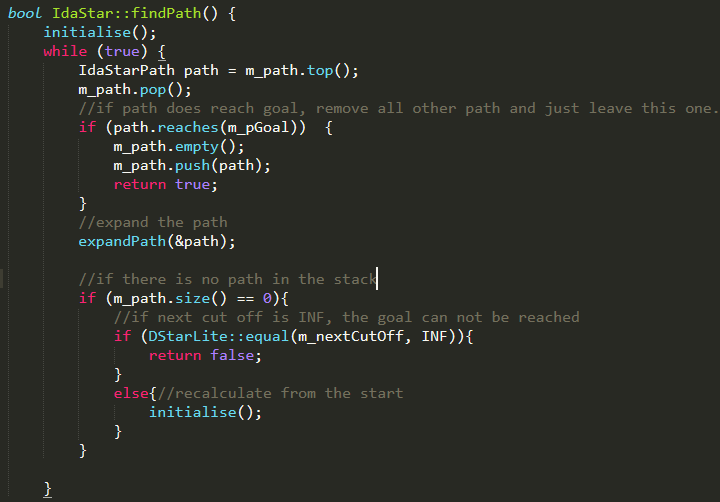 bool IdaStar::findPath() {
    initialise();
    while (true) {
        IdaStarPath path = m_path.top();
        m_path.pop();
        //if path does reach goal, remove all other path and just leave this one.
        if (path.reaches(m_pGoal))  {
            m_path.empty();
            m_path.push(path);
            return true;
        }
        //expand the path
        expandPath(&path);

        //if there is no path in the stack
        if (m_path.size() == 0){
            //if next cut off is INF, the goal can not be reached
            if (DStarLite::equal(m_nextCutOff, INF)){
                return false;
            }
            else{//recalculate from the start
                initialise();
            }
        }

    }